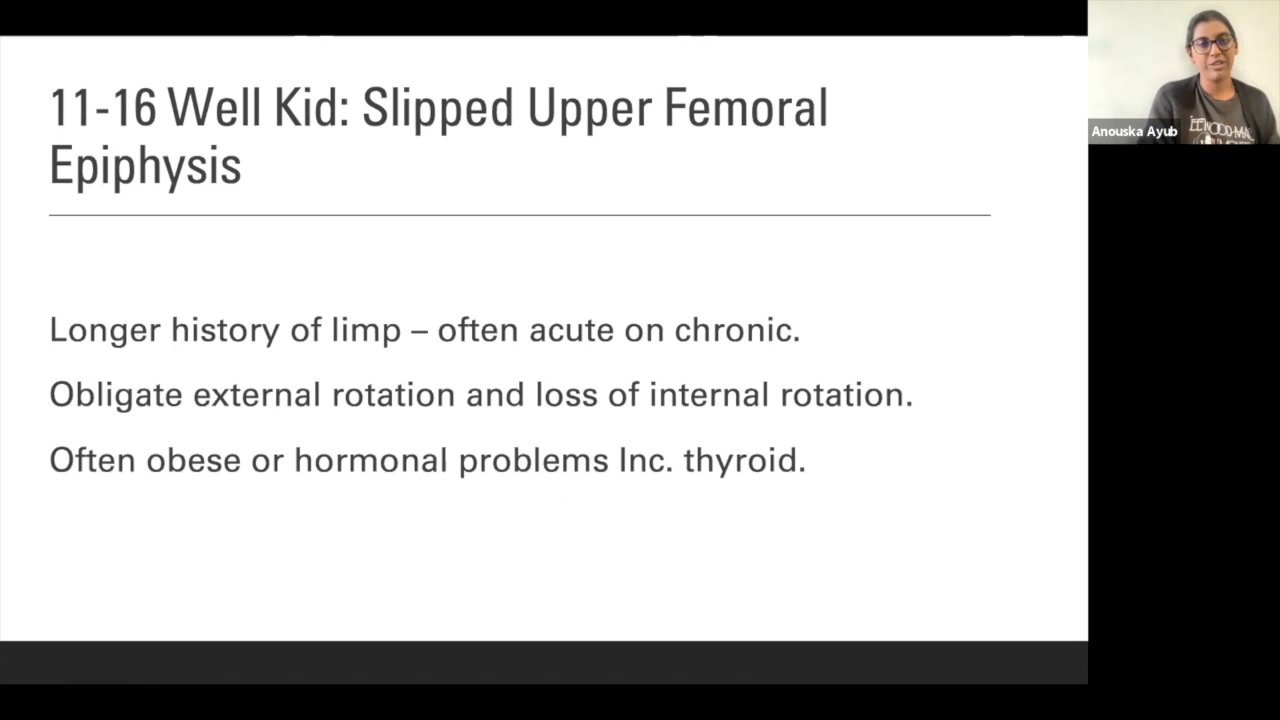 11-16 Well Kid: Slipped Upper Femoral
Epiphysis
Longer history of limp – often acute on chronic.
Obligate external rotation and loss of internal rotation.
Often obese or hormonal problems Inc. thyroid.
Anouska Ayub